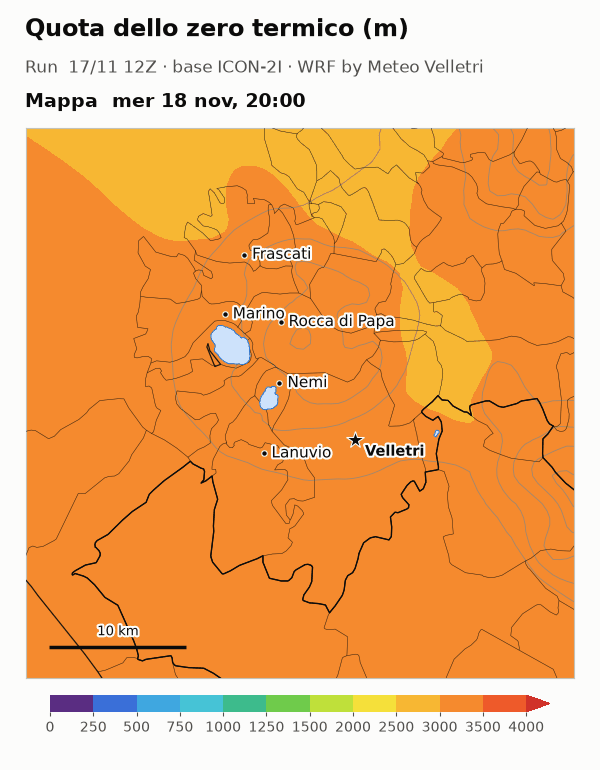 Quota dello zero termico (m)
Run  17/11 12Z · base ICON-2I · WRF by Meteo Velletri
Mappa  mer 18 nov, 20:00
Frascati
Marino
Rocca di Papa
Nemi
Velletri
Lanuvio
10 km
0 250 500 750 1000 1250 1500 2000 2500 3000 3500 4000